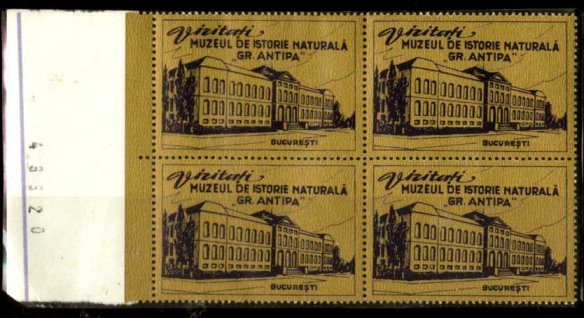 Vizitați
MUZEUL DE ISTORIE NATURALĂ
„GR. ANTIPA"
BUCUREȘTI
Vizitați
MUZEUL DE ISTORIE NATURALĂ
„GR. ANTIPA"
BUCUREȘTI
Vizitați
MUZEUL DE ISTORIE NATURALĂ
„GR. ANTIPA"
BUCUREȘTI
Vizitați
MUZEUL DE ISTORIE NATURALĂ
„GR. ANTIPA"
BUCUREȘTI